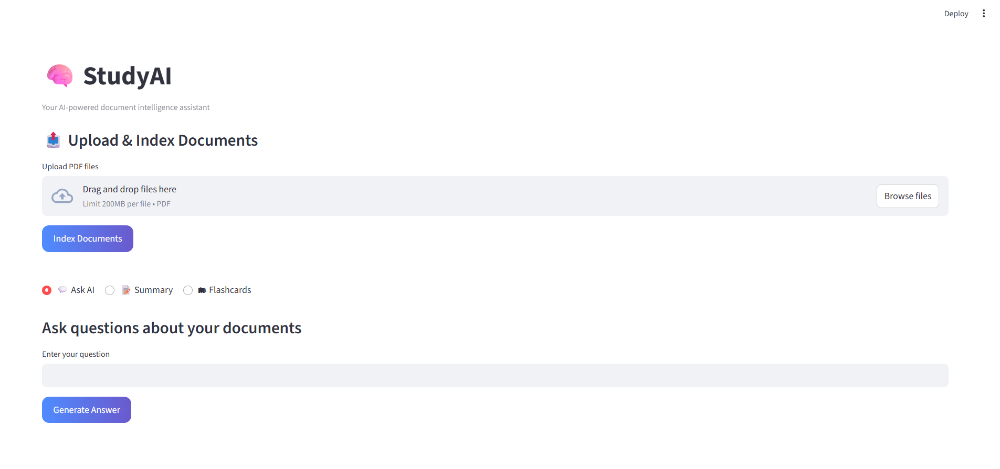 Deploy
StudyAI
Your AI-powered document intelligence assistant
Upload & Index Documents
Upload PDF files
Drag and drop files here
Limit 200MB per file • PDF
Browse files
Index Documents
Ask AI Summary Flashcards
Ask questions about your documents
Enter your question
Generate Answer